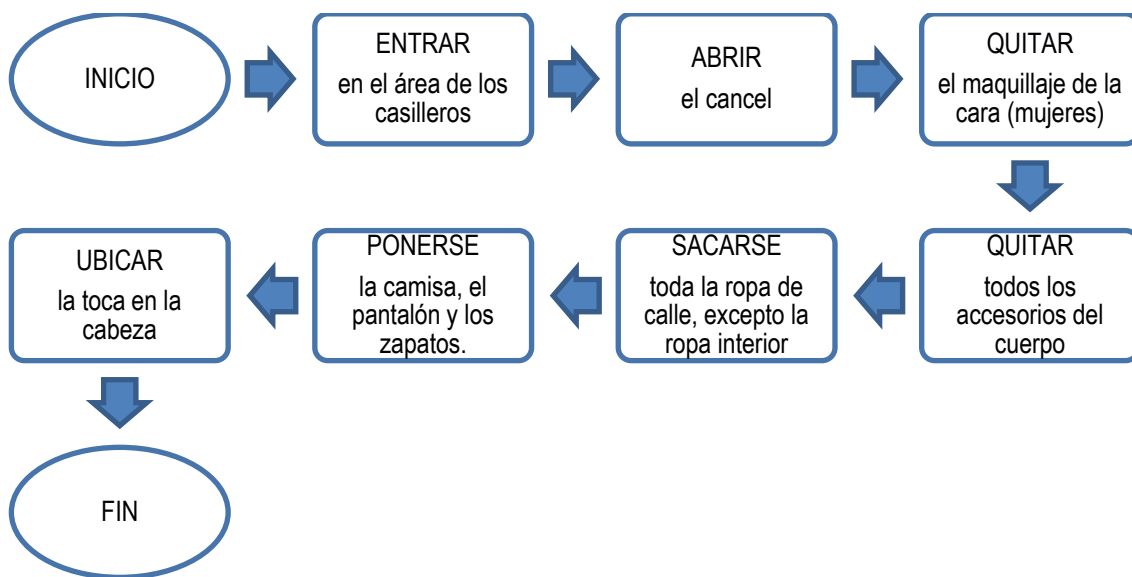 INICIO
ENTRAR
en el área de los
casilleros
ABRIR
el cancel
QUITAR
el maquillaje de la
cara (mujeres)
QUITAR
todos los
accesorios del
cuerpo
SACARSE
toda la ropa de
calle, excepto la
ropa interior
PONERSE
la camisa, el
pantalón y los
zapatos.
UBICAR
la toca en la
cabeza
FIN